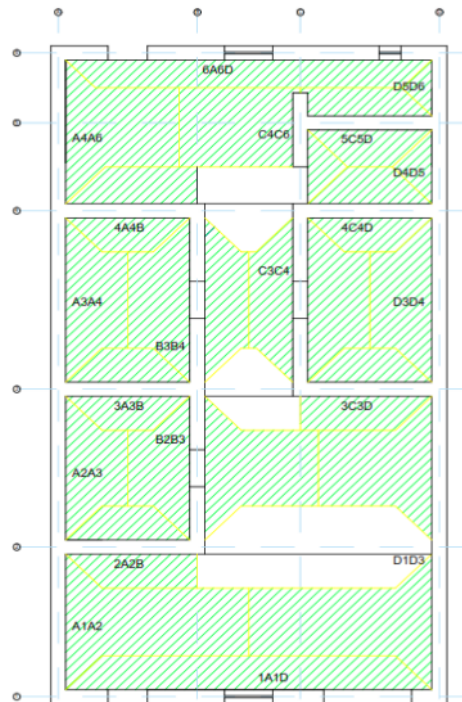 6A6D
D5D6
A4A6
C4C6
5C5D
D4D5
4A4B
4C4D
C3C4
A3A4
D3D4
B3B4
3A3B
3C3D
B2B3
A2A3
2A2B
D1D3
A1A2
1A1D